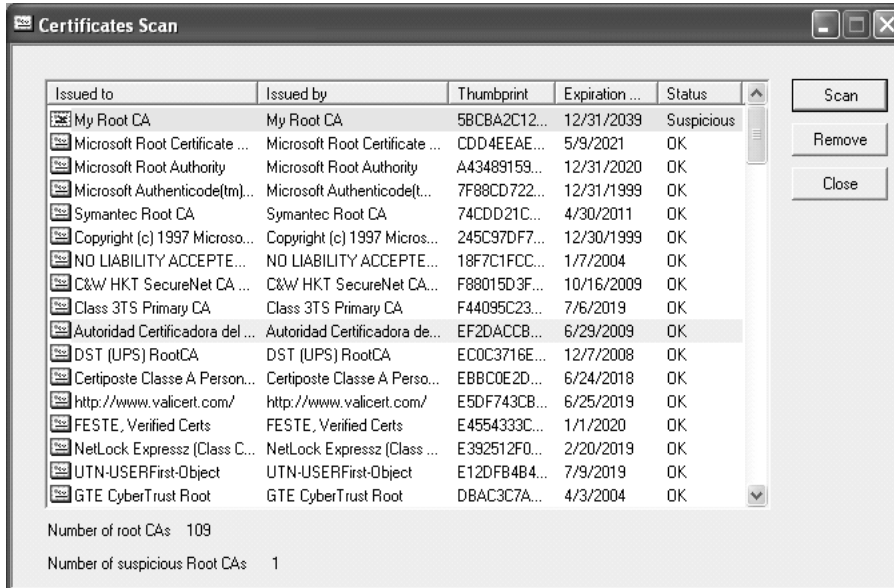 Certificates Scan
Issued to Issued by Thumbprint Expiration ... Status
My Root CA My Root CA 5BCBA2C12... 12/31/2039 Suspicious
Microsoft Root Certificate ... Microsoft Root Certificate ... CDD4EEAE... 5/9/2021 OK
Microsoft Root Authority Microsoft Root Authority A43489159... 12/31/2020 OK
Microsoft Authenticode(tm)... Microsoft Authenticode(t... 7F88CD722... 12/31/1999 OK
Symantec Root CA Symantec Root CA 74CDD21C... 4/30/2011 OK
Copyright (c) 1997 Microso... Copyright (c) 1997 Micros... 245C97DF7... 12/30/1999 OK
NO LIABILITY ACCEPTE... NO LIABILITY ACCEPTE... 18F7C1FCC... 1/7/2004 OK
C&W HKT SecureNet CA ... C&W HKT SecureNet CA... F88015D3F... 10/16/2009 OK
Class 3TS Primary CA Class 3TS Primary CA F44095C23... 7/6/2019 OK
Autoridad Certificadora del ... Autoridad Certificadora de... EF2DACCB... 6/29/2009 OK
DST (UPS) RootCA DST (UPS) RootCA EC0C3716E... 12/7/2008 OK
Certiposte Classe A Person... Certiposte Classe A Perso... EBBC0E2D... 6/24/2018 OK
http://www.valicert.com/ http://www.valicert.com/ E5DF743CB... 6/25/2019 OK
FESTE, Verified Certs FESTE, Verified Certs E4554333C... 1/1/2020 OK
NetLock Expressz (Class C... NetLock Expressz (Class ... E392512F0... 2/20/2019 OK
UTN-USERFirst-Object UTN-USERFirst-Object E12DFB4B4... 7/9/2019 OK
GTE CyberTrust Root GTE CyberTrust Root DBAC3C7A... 4/3/2004 OK
Scan
Remove
Close
Number of root CAs 109
Number of suspicious Root CAs 1